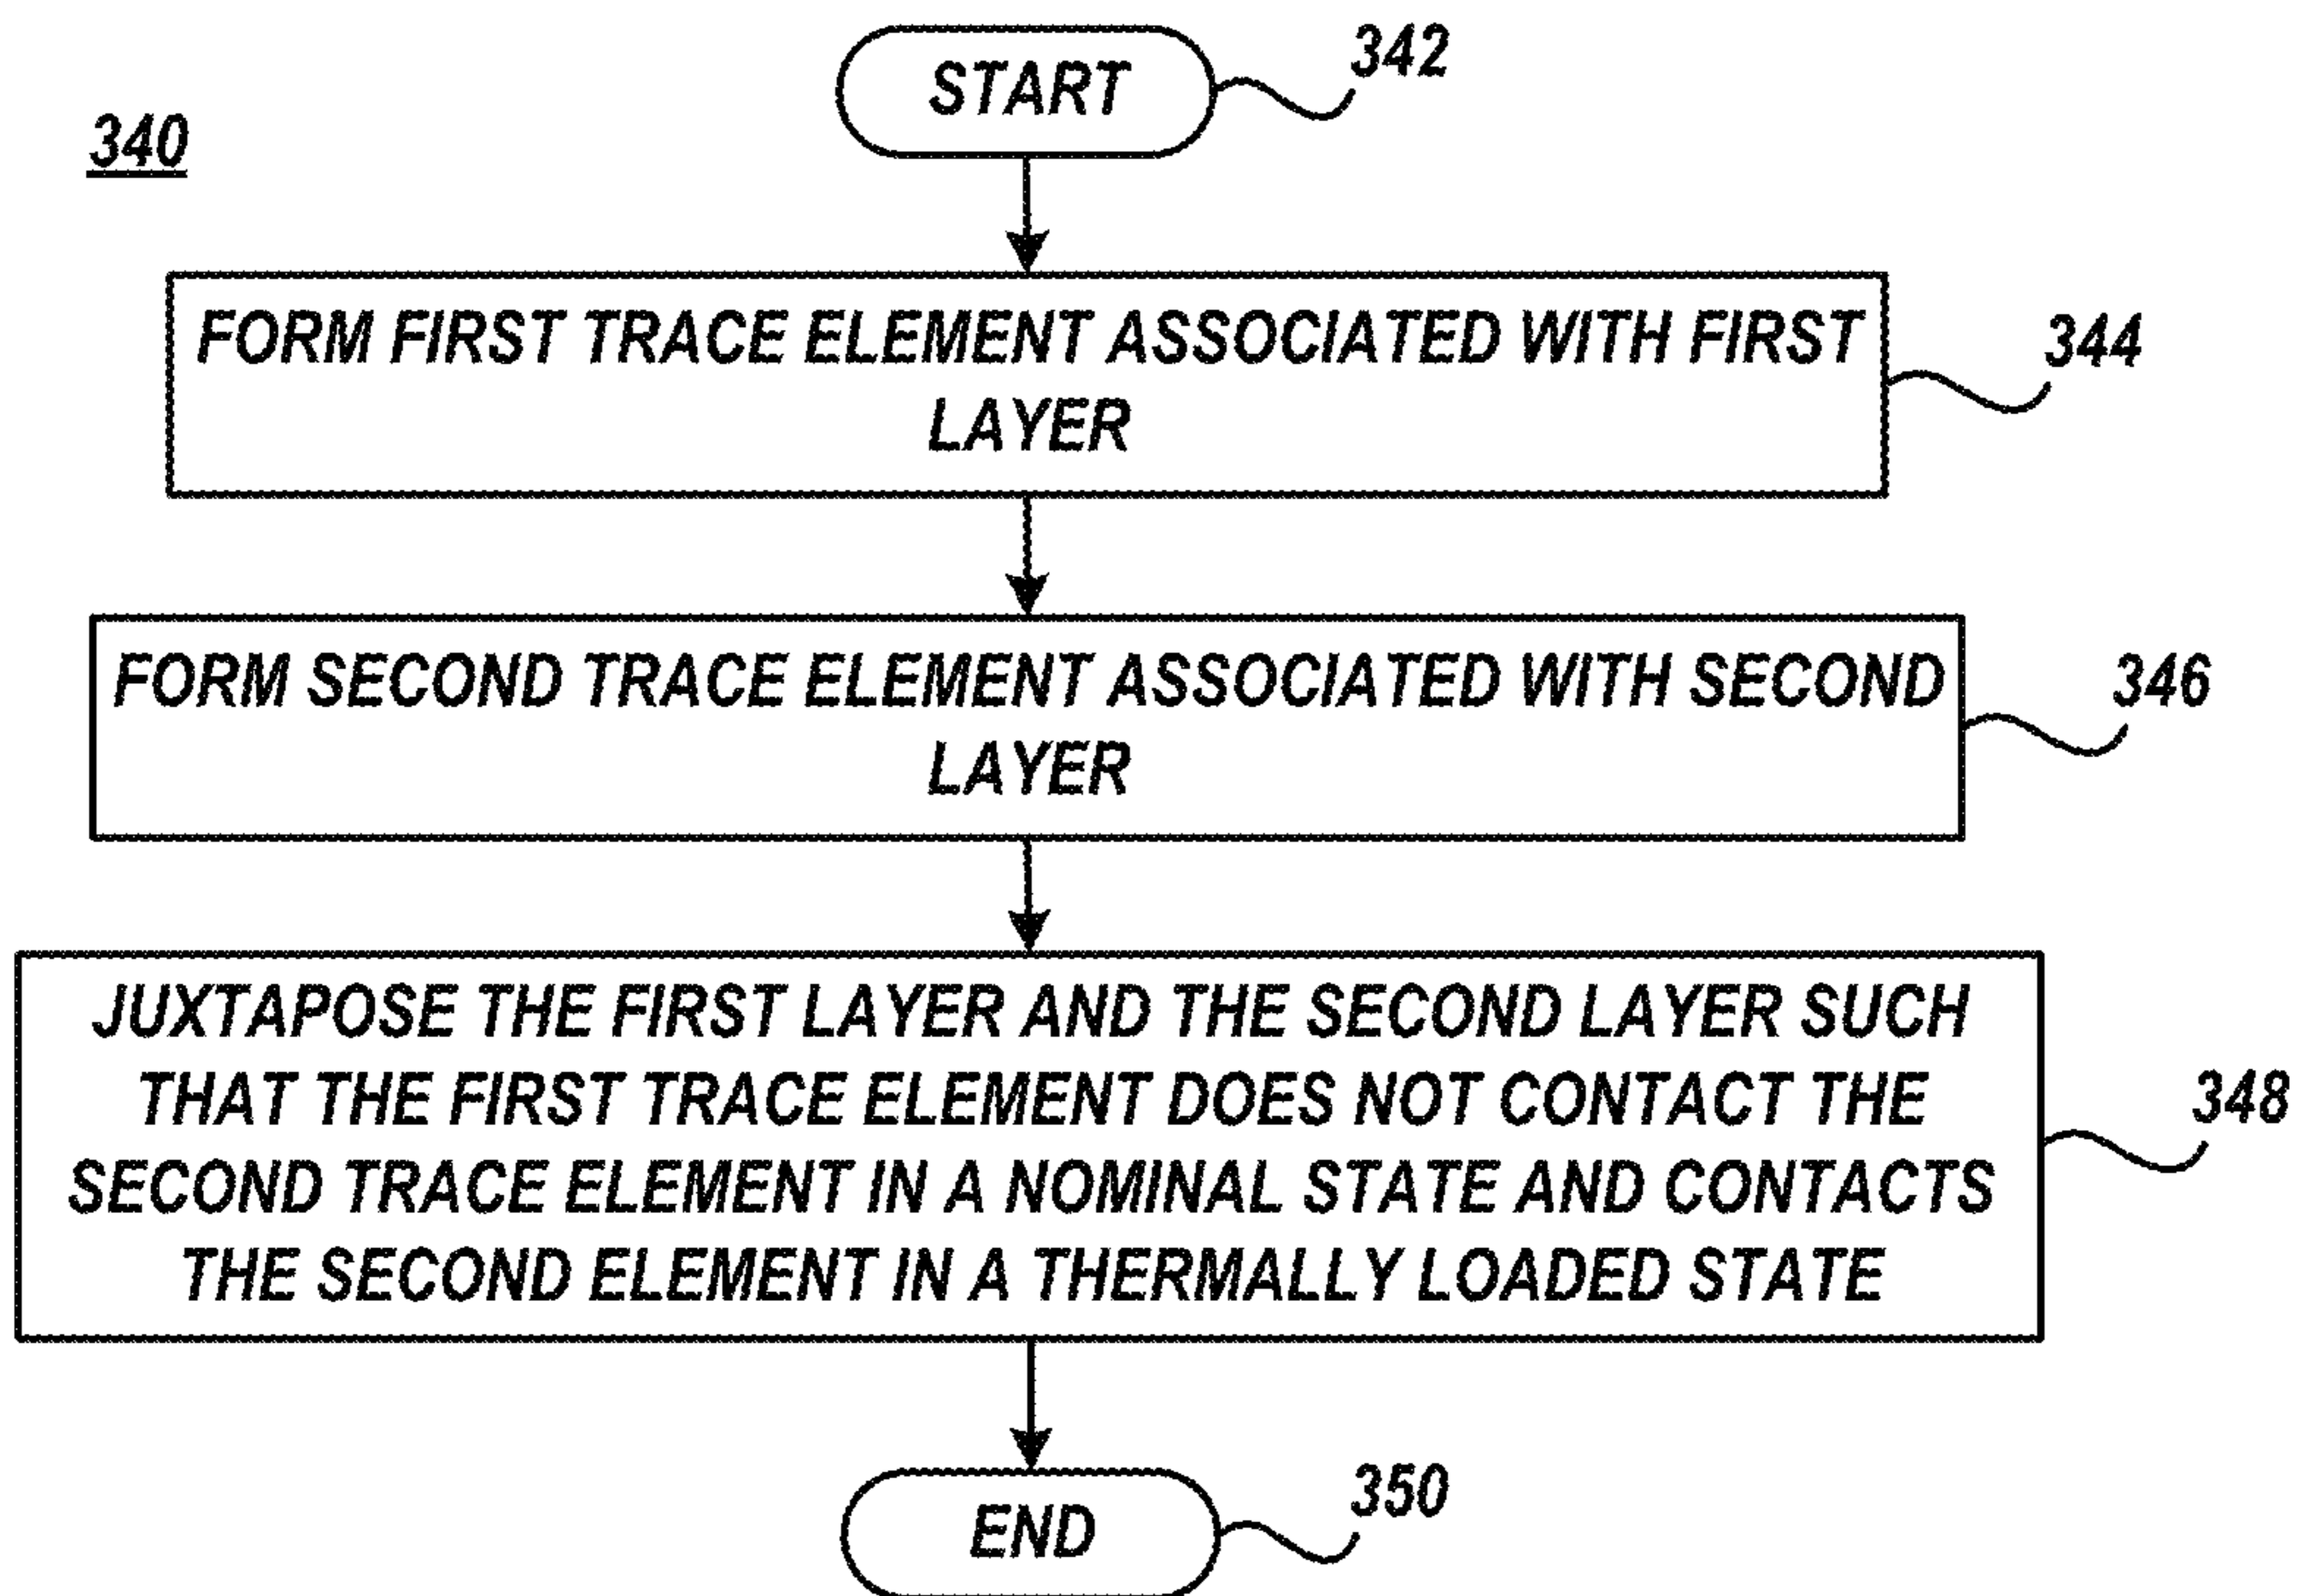 340
START
342
FORM FIRST TRACE ELEMENT ASSOCIATED WITH FIRST
LAYER
344
FORM SECOND TRACE ELEMENT ASSOCIATED WITH SECOND
LAYER
346
JUXTAPOSE THE FIRST LAYER AND THE SECOND LAYER SUCH
THAT THE FIRST TRACE ELEMENT DOES NOT CONTACT THE
SECOND TRACE ELEMENT IN A NOMINAL STATE AND CONTACTS
THE SECOND ELEMENT IN A THERMALLY LOADED STATE
348
END
350